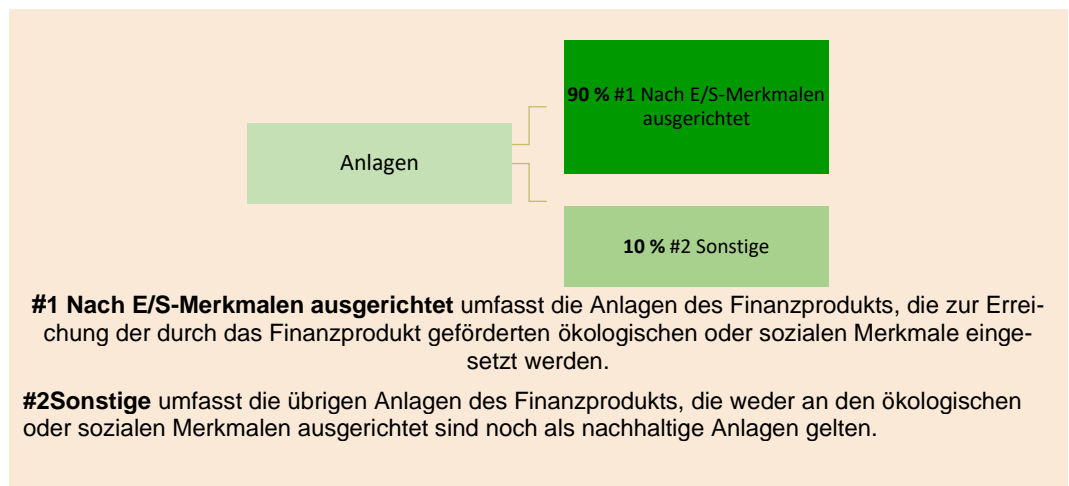 90 % #1 Nach E/S-Merkmalen
ausgerichtet
Anlagen
10 % #2 Sonstige
#1 Nach E/S-Merkmalen ausgerichtet umfasst die Anlagen des Finanzprodukts, die zur Errei-
chung der durch das Finanzprodukt geförderten ökologischen oder sozialen Merkmale einge-
setzt werden.
#2Sonstige umfasst die übrigen Anlagen des Finanzprodukts, die weder an den ökologischen
oder sozialen Merkmalen ausgerichtet sind noch als nachhaltige Anlagen gelten.